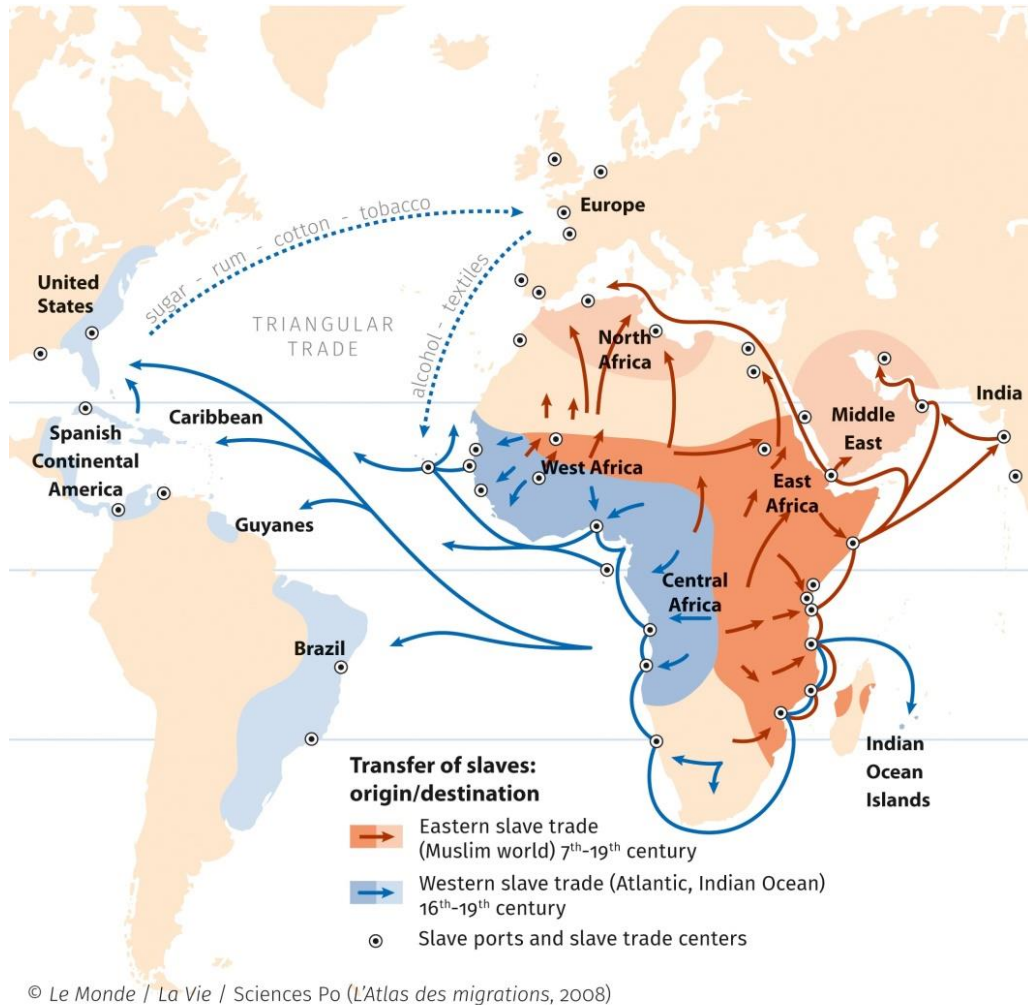 Europe
United
States
sugar - rum - cotton - tobacco
TRIANGULAR
TRADE
alcohol - textiles
North
Africa
Middle
East
India
Caribbean
Spanish
Continental
America
West Africa
East
Africa
Guyanes
Central
Africa
Brazil
Indian
Ocean
Islands
Transfer of slaves:
origin/destination
Eastern slave trade
(Muslim world) 7th-19th century
Western slave trade (Atlantic, Indian Ocean)
16th-19th century
Slave ports and slave trade centers
© Le Monde / La Vie / Sciences Po (L'Atlas des migrations, 2008)